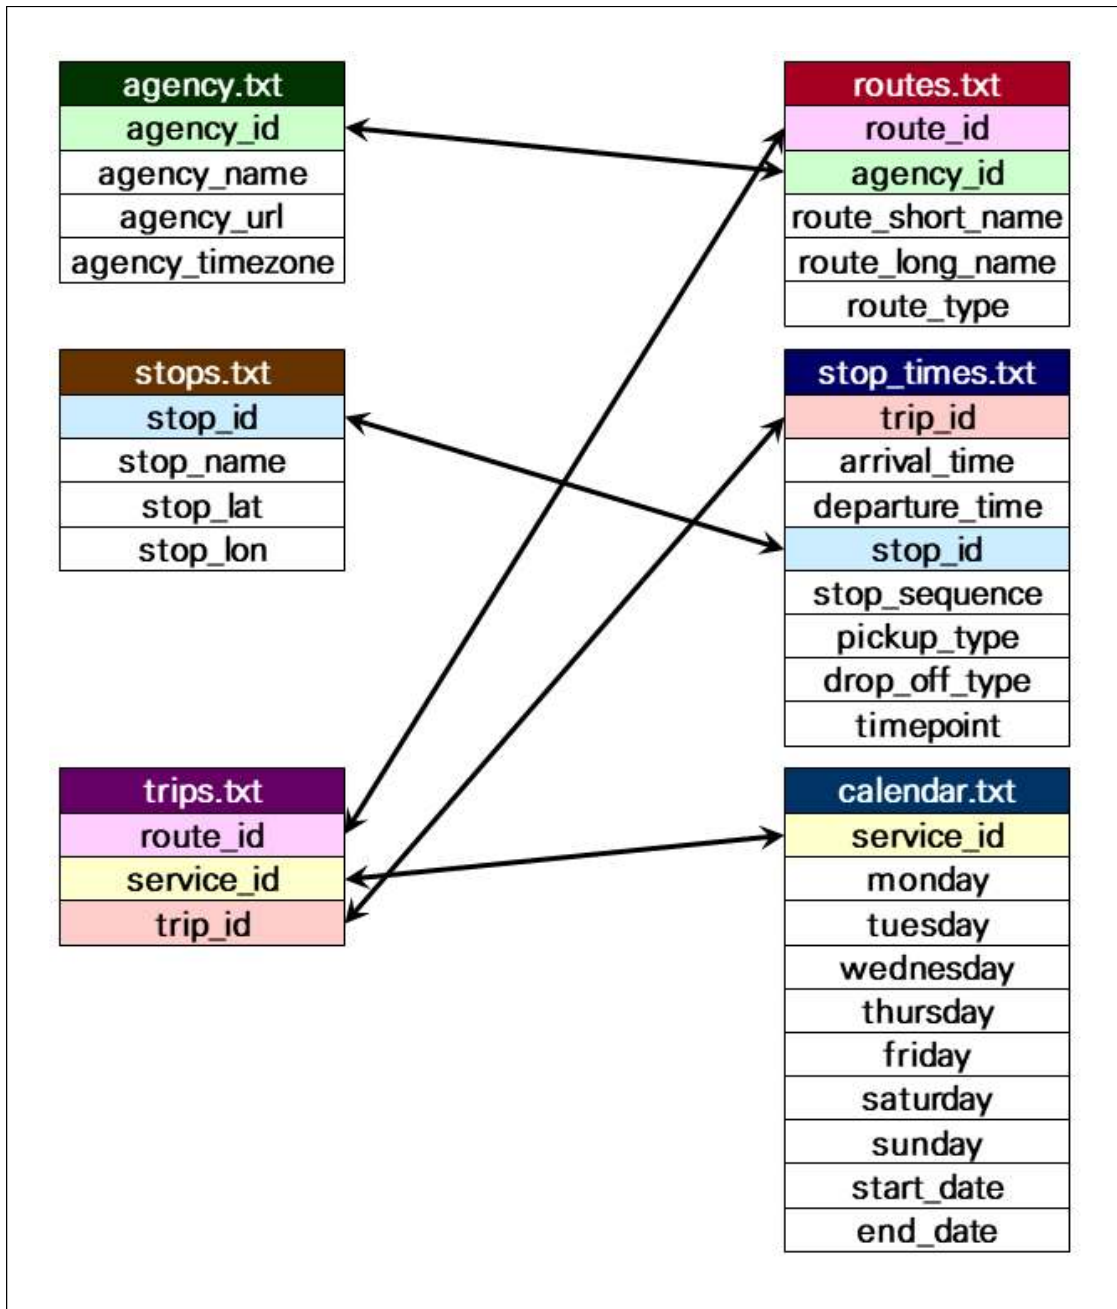 agency.txt
agency_id
agency_name
agency_url
agency_timezone
stops.txt
stop_id
stop_name
stop_lat
stop_lon
trips.txt
route_id
service_id
trip_id
routes.txt
route_id
agency_id
route_short_name
route_long_name
route_type
stop_times.txt
trip_id
arrival_time
departure_time
stop_id
stop_sequence
pickup_type
drop_off_type
timepoint
calendar.txt
service_id
monday
tuesday
wednesday
thursday
friday
saturday
sunday
start_date
end_date